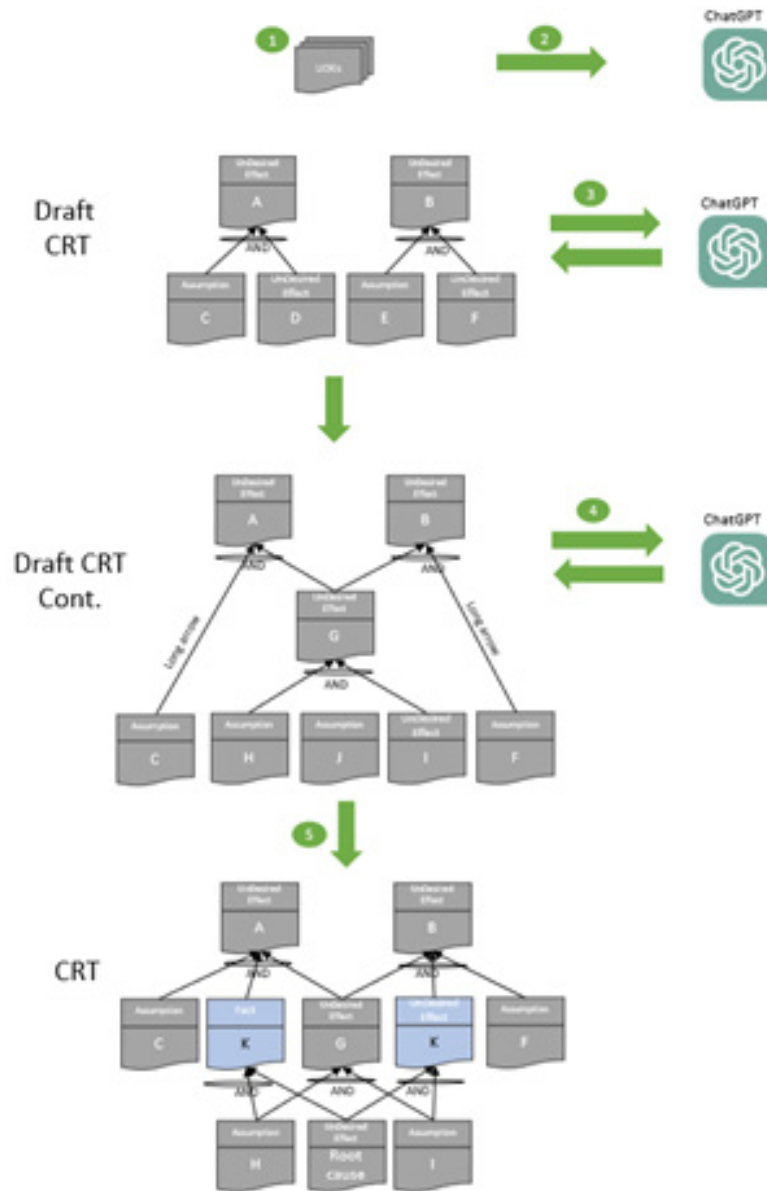 ChatGPT
1
2
UDEs
UnDesired
Effect
A
UnDesired
Effect
B
3
ChatGPT
Draft
CRT
AND
AND
Assumption
C
UnDesired
Effect
D
Assumption
E
UnDesired
Effect
F
UnDesired
Effect
A
UnDesired
Effect
B
4
ChatGPT
AND
AND
Draft CRT
Cont.
UnDesired
Effect
G
Long arrow
Long arrow
AND
Assumption
C
Assumption
H
Assumption
J
UnDesired
Effect
I
Assumption
F
5
UnDesired
Effect
A
UnDesired
Effect
B
CRT
AND
AND
Assumption
C
Fact
K
UnDesired
Effect
G
UnDesired
Effect
K
Assumption
F
AND
AND
AND
Assumption
H
UnDesired
Effect
Root
cause
Assumption
I